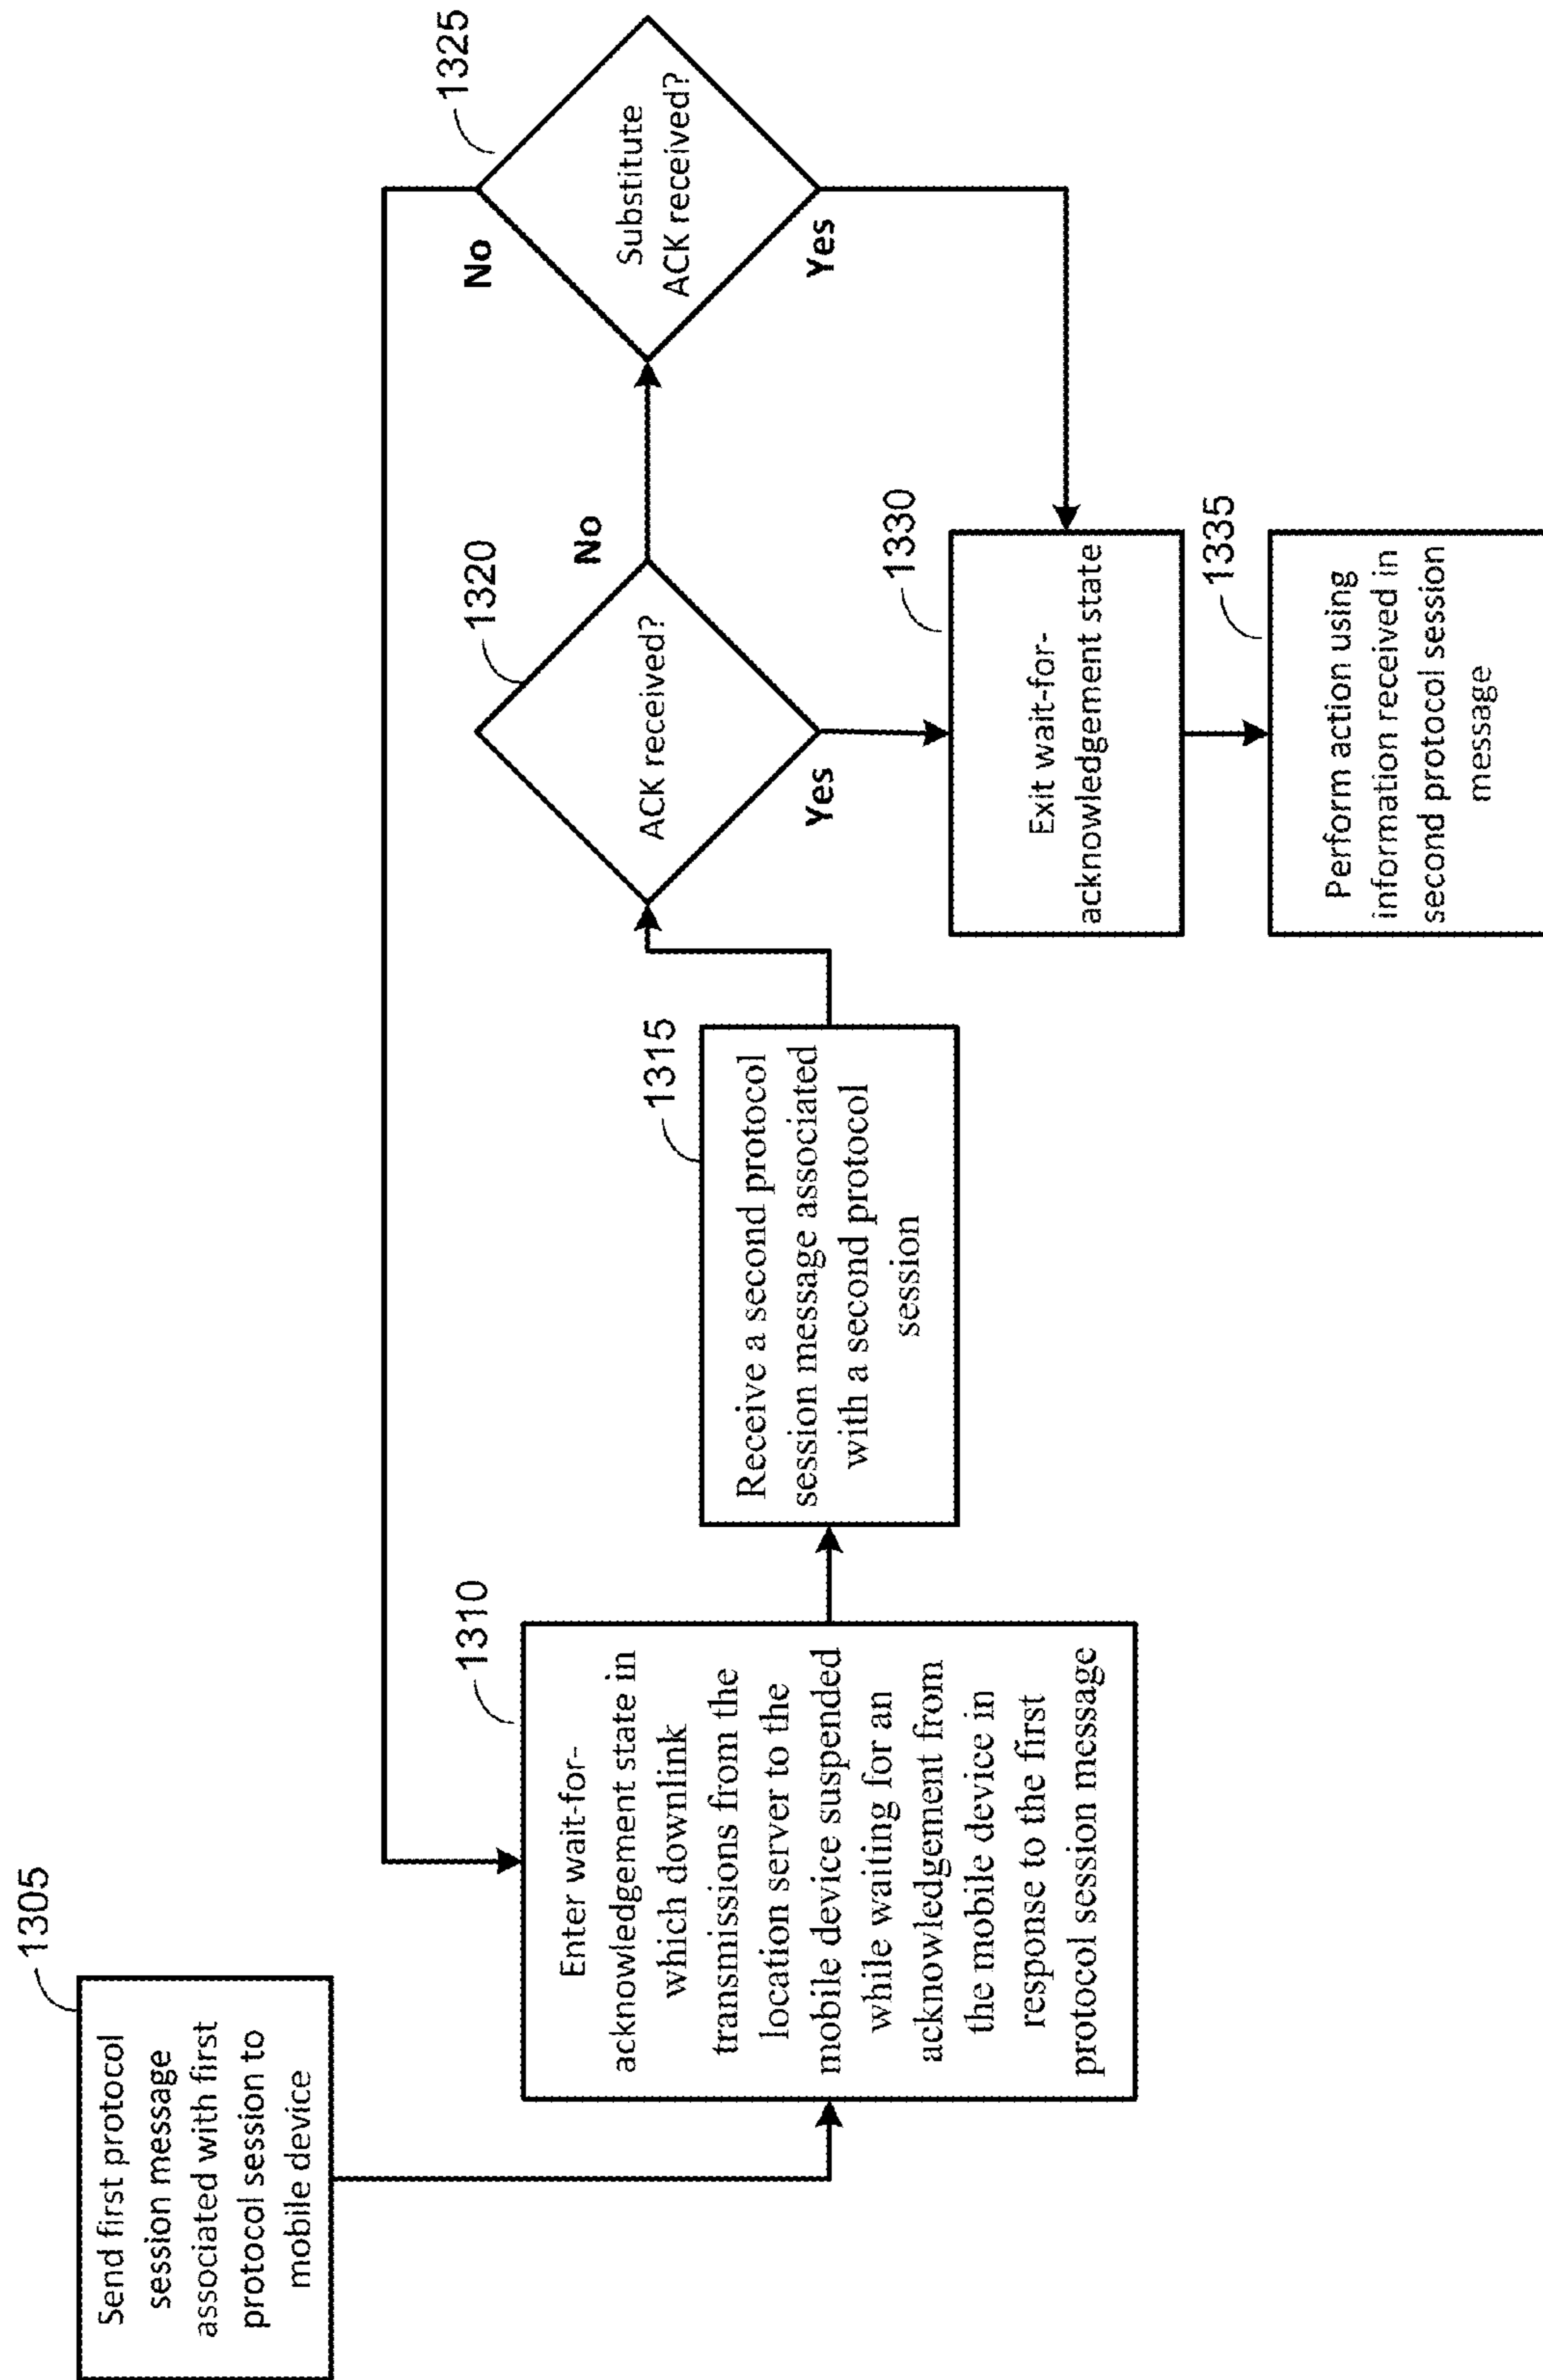 1305
Send first protocol
session message
associated with first
protocol session to
mobile device
1310
Enter wait-for-
acknowledgement state in
which downlink
transmissions from the
location server to the
mobile device suspended
while waiting for an
acknowledgement from
the mobile device in
response to the first
protocol session message
1315
Receive a second protocol
session message associated
with a second protocol
session
1320
ACK received?
No
Yes
1325
Substitute
ACK received?
No
Yes
1330
Exit wait-for-
acknowledgement state
1335
Perform action using
information received in
second protocol session
message